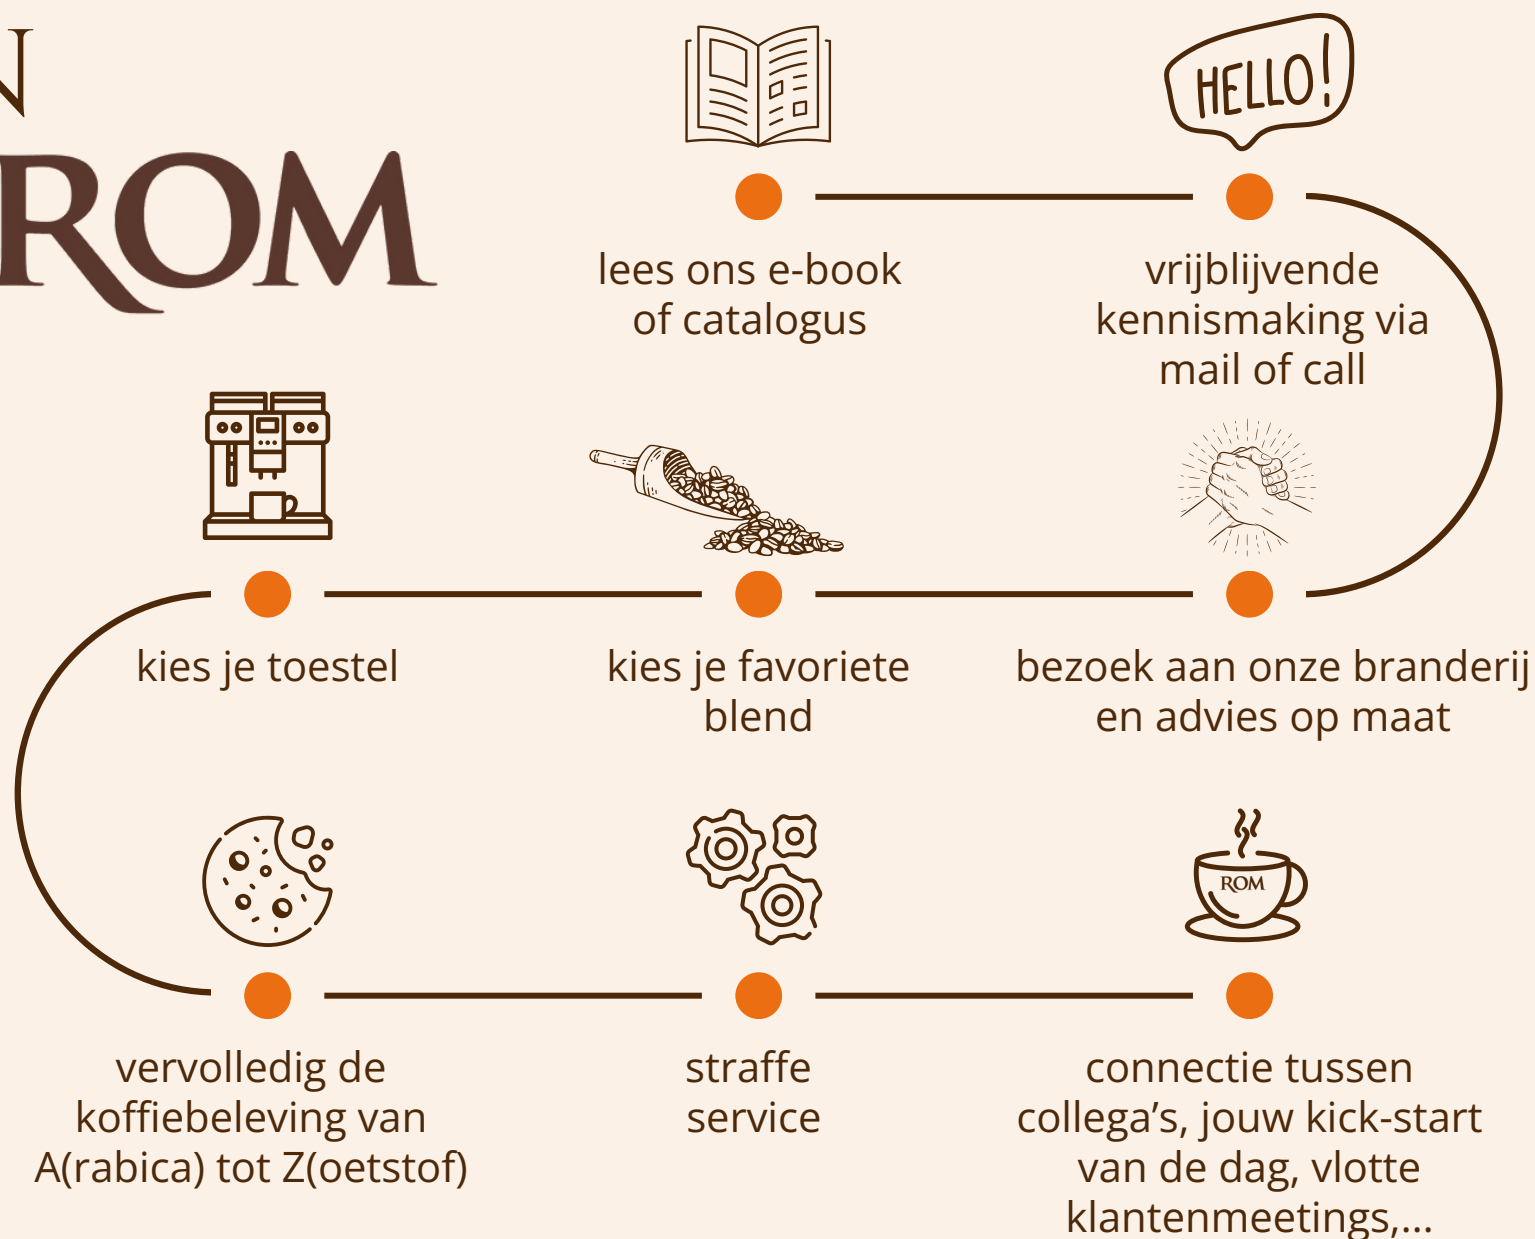 N
ROM
lees ons e-book
of catalogus
HELLO!
vrijblijvende
kennismaking via
mail of call
bezoek aan onze branderij
en advies op maat
kies je favoriete
blend
kies je toestel
vervolledig de
koffiebeleving van
A(rabica) tot Z(oetstof)
straffe
service
ROM
connectie tussen
collega’s, jouw kick-start
van de dag, vlotte
klantenmeetings,...